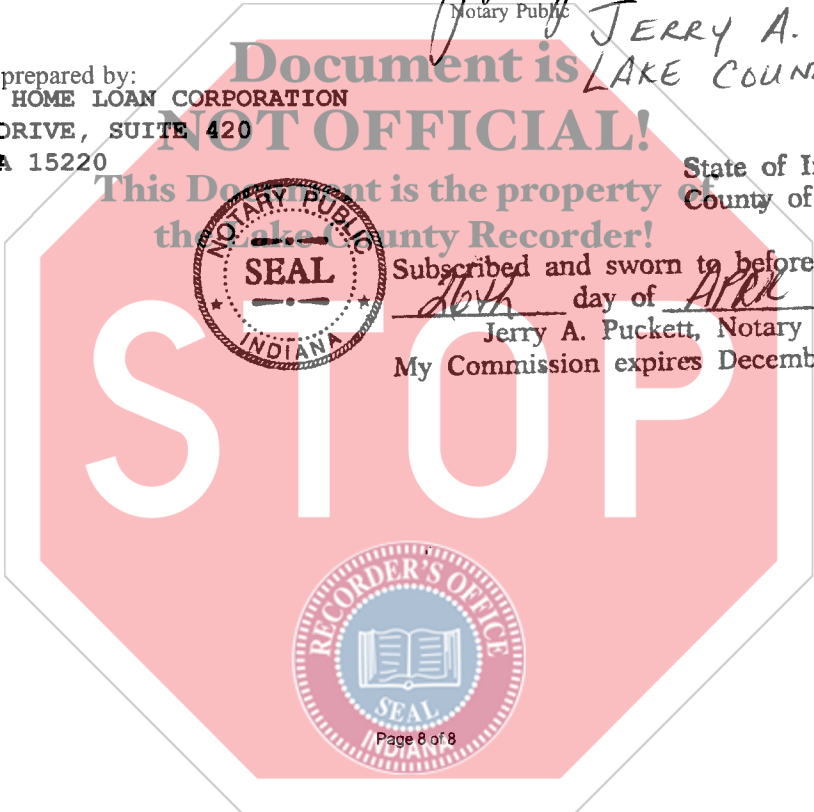 Notary Public
JERRY A.
LAKE COUN
prepared by:
HOME LOAN CORPORATION
DRIVE, SUITE 420
A 15220
Document is
NOT OFFICIAL!
This Document is the property of
the Lake County Recorder!
State of I
County of
NOTARY PUBLIC
SEAL
INDIANA
Subscribed and sworn to before
26th day of APRIL
Jerry A. Puckett, Notary
My Commission expires Decemb
STOP
RECORDER'S OFFICE
SEAL
INDIANA
Page 8 of 8